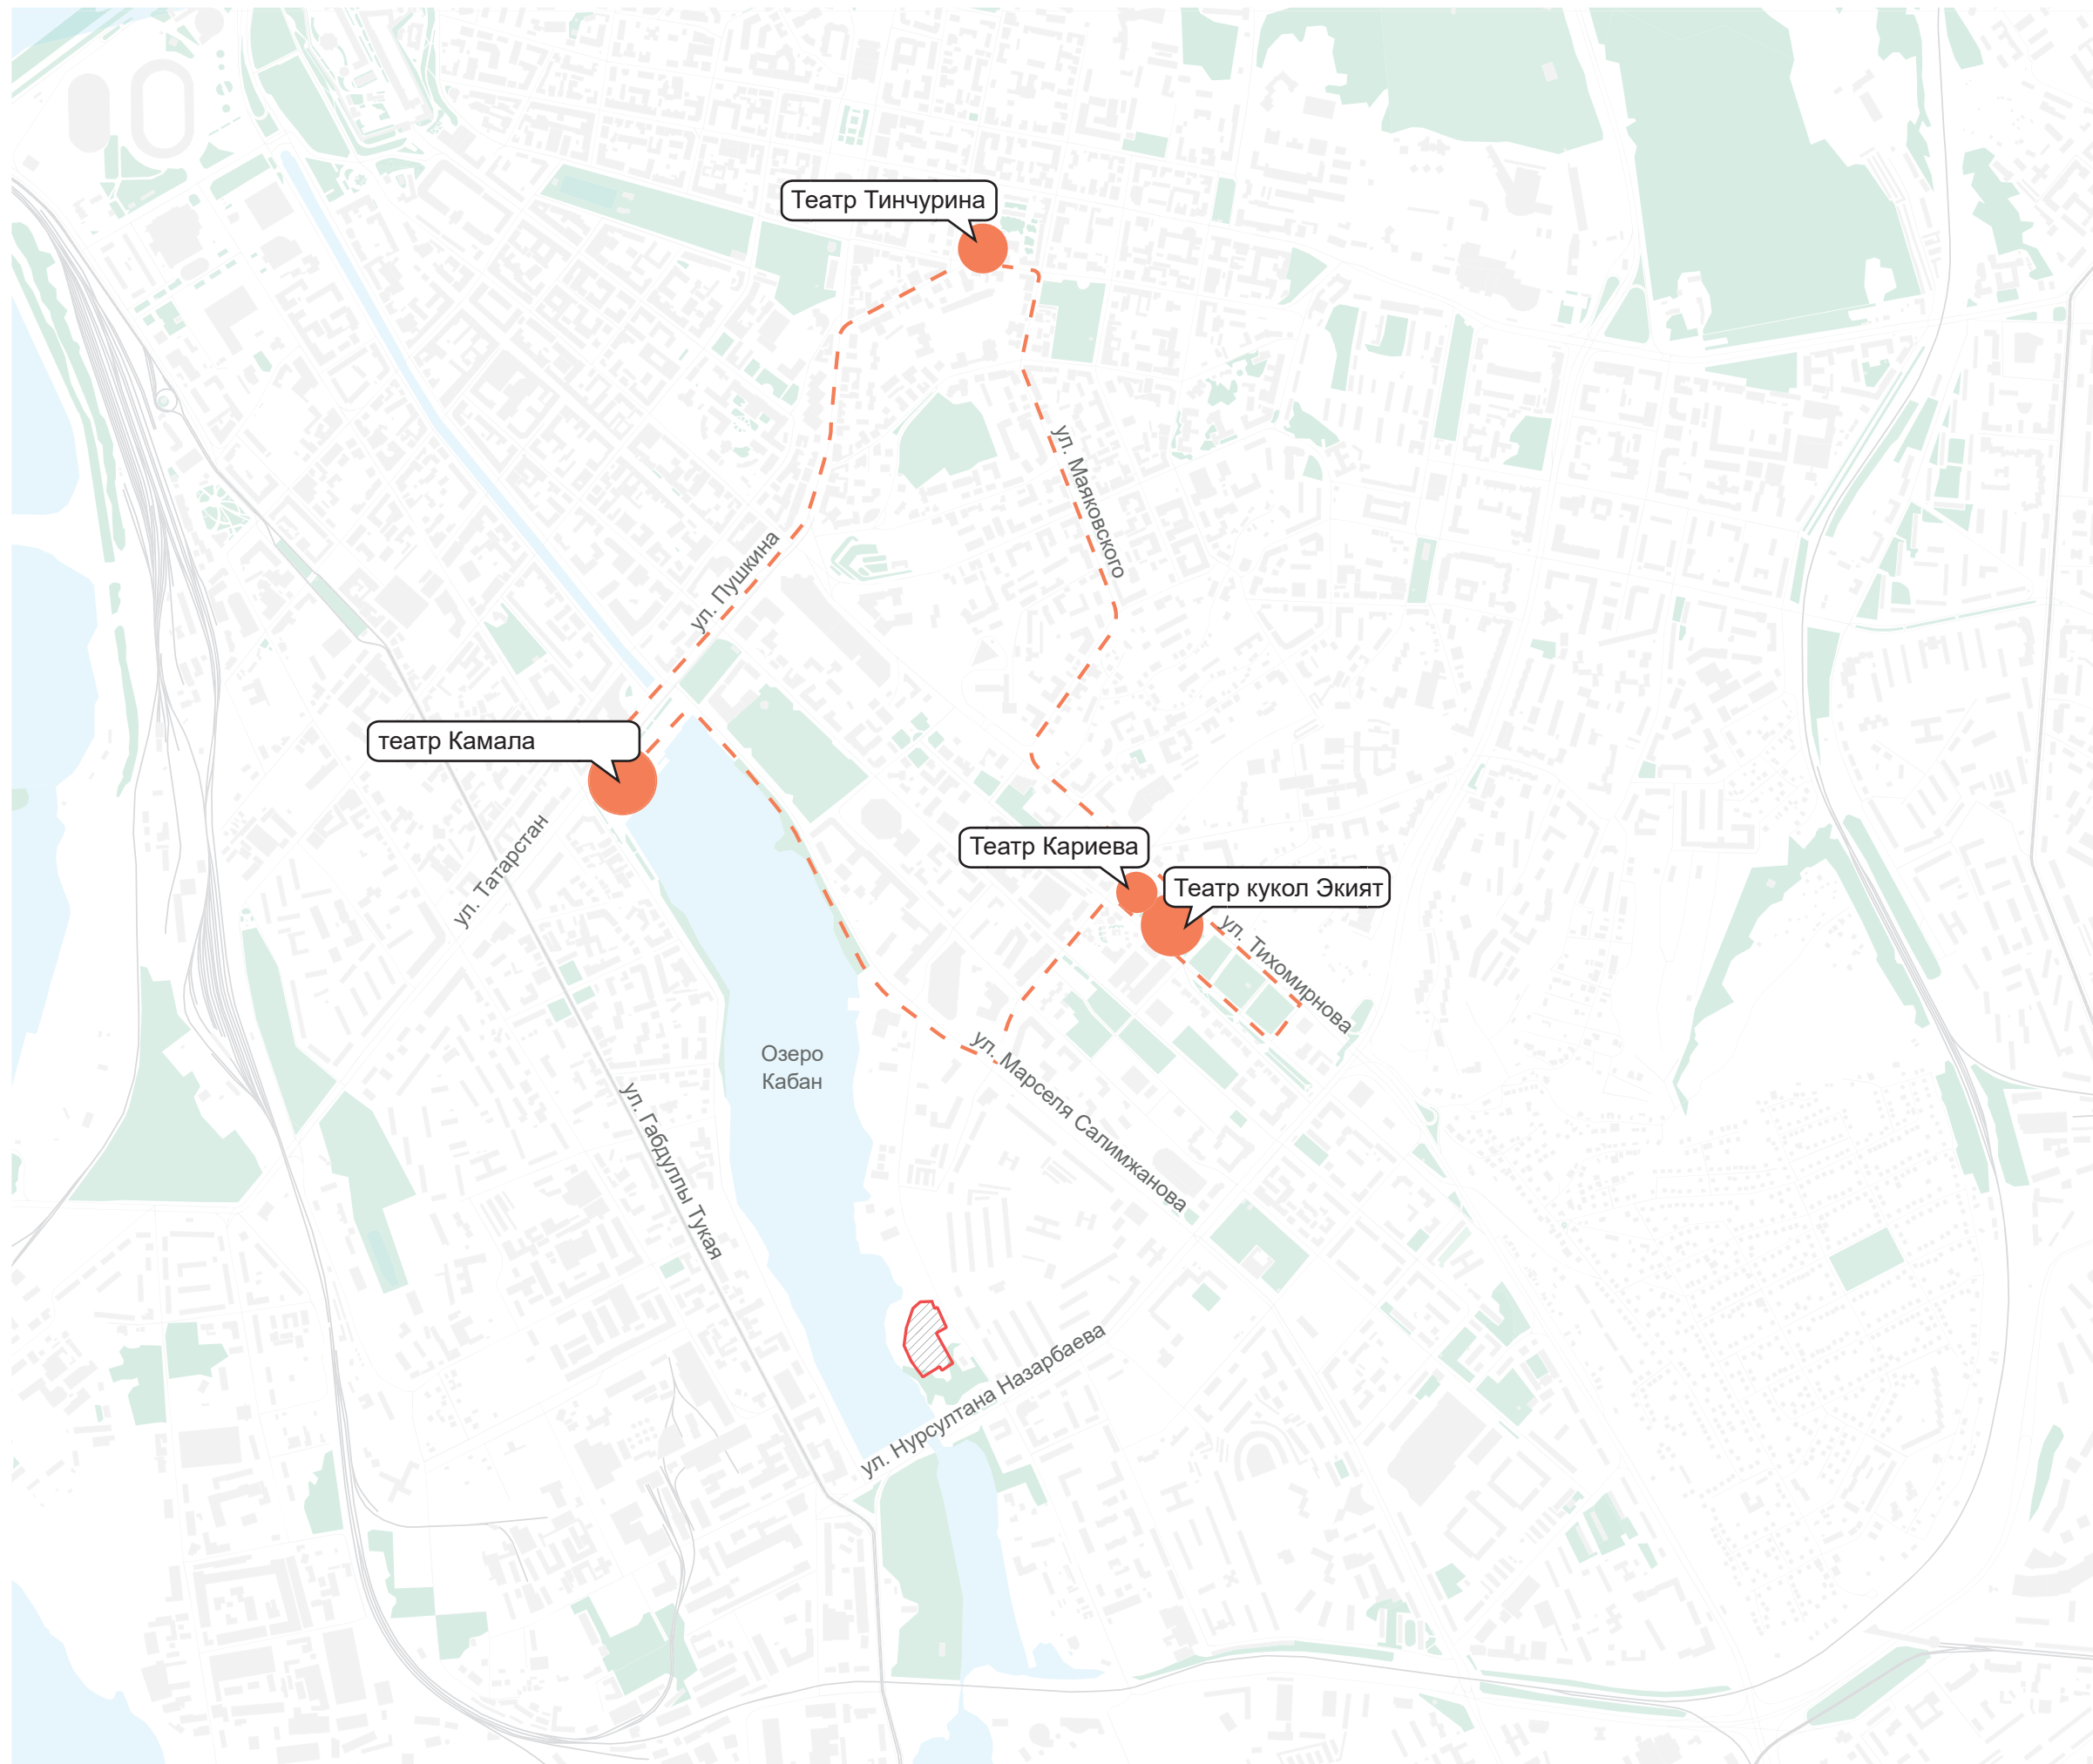 Театр Тинчурина
ул. Маяковского
ул. Пушкина
театр Камала
ул. Татарстан
Театр Кариева
Театр кукол Экият
ул. Тихомирнова
Озеро
Кабан
ул. Марселя Салимжанова
ул. Габдуллы Тукая
ул. Нурсултана Назарбаева